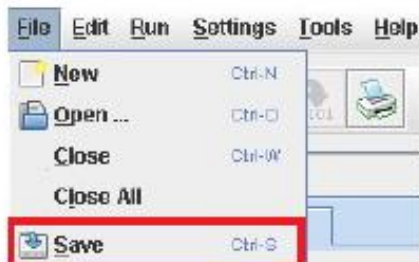 File Edit Run Settings Tools Help
New Ctrl-N
Open ... Ctrl-O
Close Ctrl-W
Close All
Save Ctrl-S